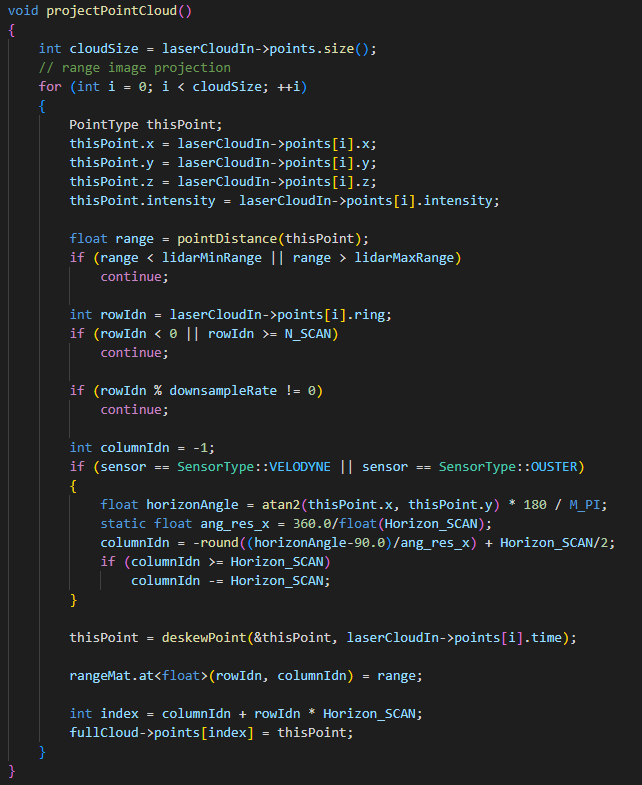 void projectPointCloud()
{
    int cloudSize = laserCloudIn->points.size();
    // range image projection
    for (int i = 0; i < cloudSize; ++i)
    {
        PointType thisPoint;
        thisPoint.x = laserCloudIn->points[i].x;
        thisPoint.y = laserCloudIn->points[i].y;
        thisPoint.z = laserCloudIn->points[i].z;
        thisPoint.intensity = laserCloudIn->points[i].intensity;

        float range = pointDistance(thisPoint);
        if (range < lidarMinRange || range > lidarMaxRange)
            continue;

        int rowIdn = laserCloudIn->points[i].ring;
        if (rowIdn < 0 || rowIdn >= N_SCAN)
            continue;

        if (rowIdn % downsampleRate != 0)
            continue;

        int columnIdn = -1;
        if (sensor == SensorType::VELODYNE || sensor == SensorType::OUSTER)
        {
            float horizonAngle = atan2(thisPoint.x, thisPoint.y) * 180 / M_PI;
            static float ang_res_x = 360.0/float(Horizon_SCAN);
            columnIdn = -round((horizonAngle-90.0)/ang_res_x) + Horizon_SCAN/2;
            if (columnIdn >= Horizon_SCAN)
                columnIdn -= Horizon_SCAN;
        }

        thisPoint = deskewPoint(&thisPoint, laserCloudIn->points[i].time);

        rangeMat.at<float>(rowIdn, columnIdn) = range;

        int index = columnIdn + rowIdn * Horizon_SCAN;
        fullCloud->points[index] = thisPoint;
    }
}